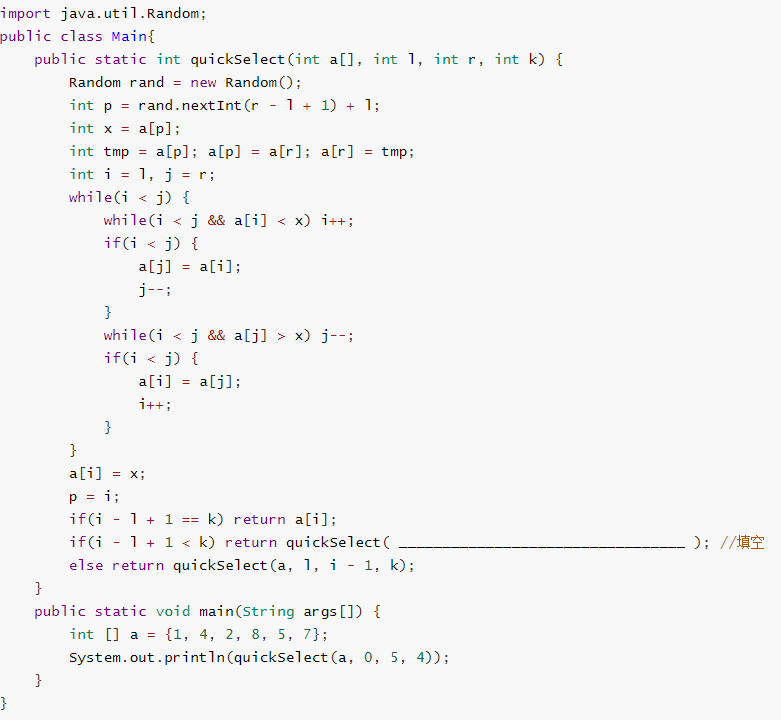 import java.util.Random;
public class Main{
    public static int quickSelect(int a[], int l, int r, int k) {
        Random rand = new Random();
        int p = rand.nextInt(r - l + 1) + l;
        int x = a[p];
        int tmp = a[p]; a[p] = a[r]; a[r] = tmp;
        int i = l, j = r;
        while(i < j) {
            while(i < j && a[i] < x) i++;
            if(i < j) {
                a[j] = a[i];
                j--;
            }
            while(i < j && a[j] > x) j--;
            if(i < j) {
                a[i] = a[j];
                i++;
            }
        }
        a[i] = x;
        p = i;
        if(i - l + 1 == k) return a[i];
        if(i - l + 1 < k) return quickSelect( _________________________________ ); //填空
        else return quickSelect(a, l, i - 1, k);
    }
    public static void main(String args[]) {
        int [] a = {1, 4, 2, 8, 5, 7};
        System.out.println(quickSelect(a, 0, 5, 4));
    }
}